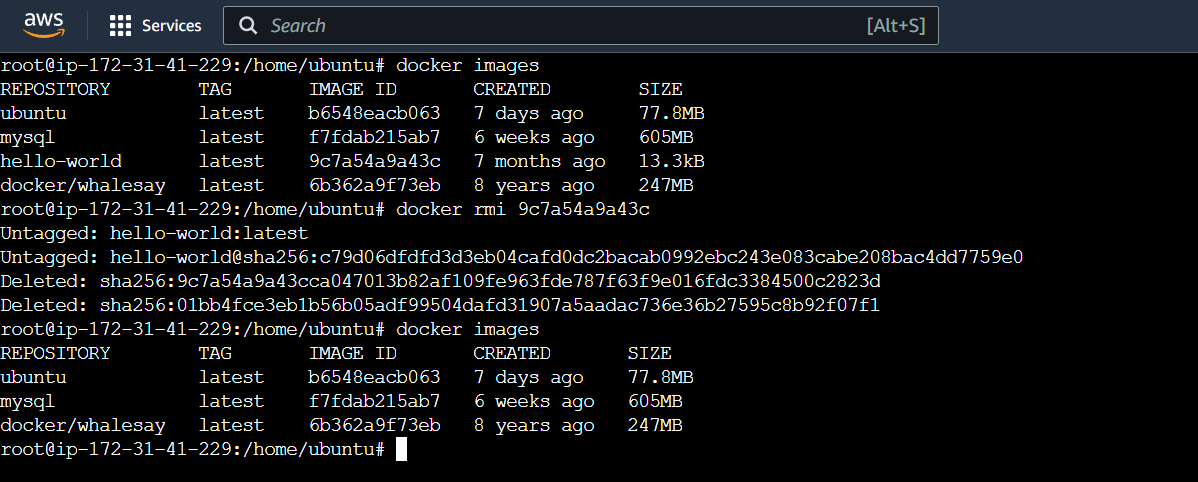 aws Services Search [Alt+S]
root@ip-172-31-41-229:/home/ubuntu# docker images
REPOSITORY TAG IMAGE ID CREATED SIZE
ubuntu latest b6548eacb063 7 days ago 77.8MB
mysql latest f7fdab215ab7 6 weeks ago 605MB
hello-world latest 9c7a54a9a43c 7 months ago 13.3kB
docker/whalesay latest 6b362a9f73eb 8 years ago 247MB
root@ip-172-31-41-229:/home/ubuntu# docker rmi 9c7a54a9a43c
Untagged: hello-world:latest
Untagged: hello-world@sha256:c79d06dfdfd3d3eb04cafd0dc2bacab0992ebc243e083cabe208bac4dd7759e0
Deleted: sha256:9c7a54a9a43cca047013b82af109fe963fde787f63f9e016fdc3384500c2823d
Deleted: sha256:01bb4fce3eb1b56b05adf99504dafd31907a5aadac736e36b27595c8b92f07f1
root@ip-172-31-41-229:/home/ubuntu# docker images
REPOSITORY TAG IMAGE ID CREATED SIZE
ubuntu latest b6548eacb063 7 days ago 77.8MB
mysql latest f7fdab215ab7 6 weeks ago 605MB
docker/whalesay latest 6b362a9f73eb 8 years ago 247MB
root@ip-172-31-41-229:/home/ubuntu#